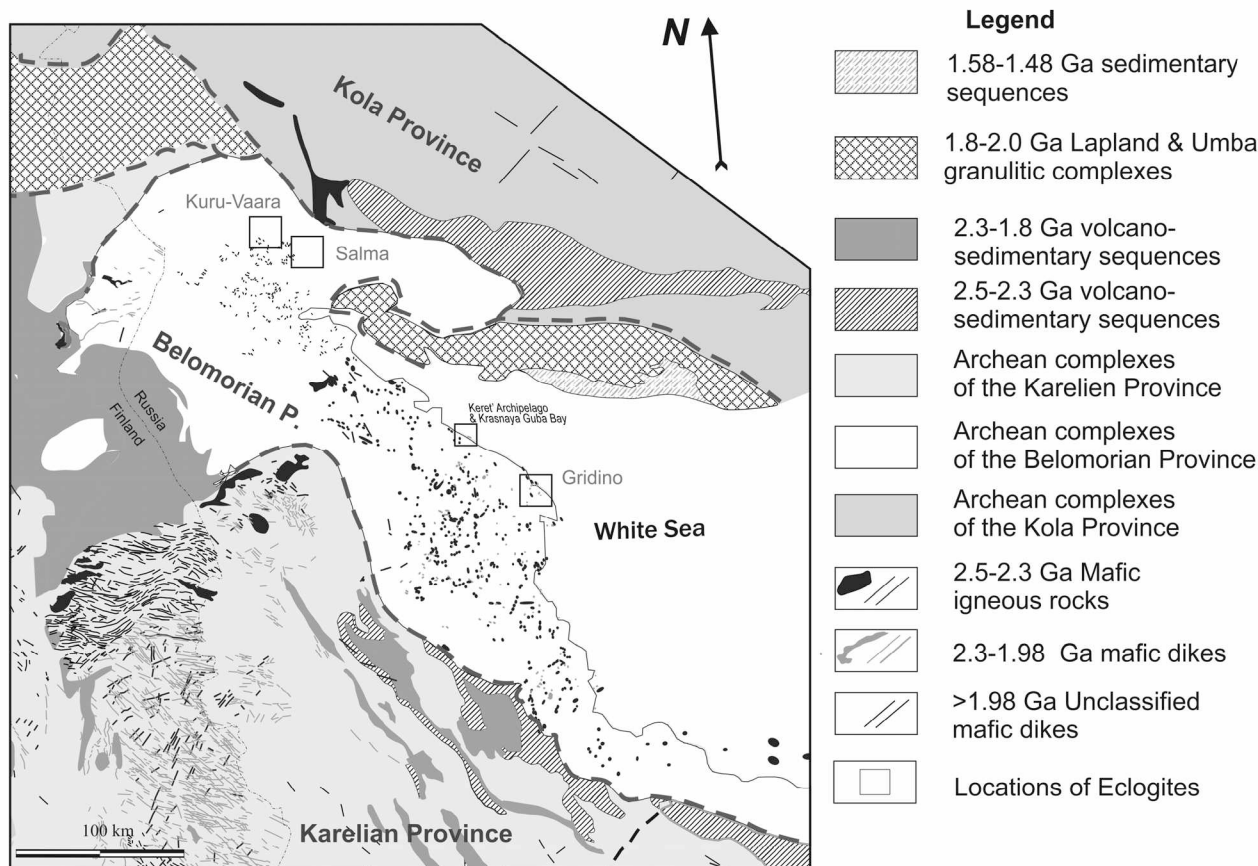 N
Kola Province
Kuru-Vaara
Salma
Belomorian P.
Russia
Finland
Keret' Archipelago
& Krasnaya Guba Bay
Gridino
White Sea
Karelian Province
100 km
Legend
1.58-1.48 Ga sedimentary
sequences
1.8-2.0 Ga Lapland & Umba
granulitic complexes
2.3-1.8 Ga volcano-
sedimentary sequences
2.5-2.3 Ga volcano-
sedimentary sequences
Archean complexes
of the Karelien Province
Archean complexes
of the Belomorian Province
Archean complexes
of the Kola Province
2.5-2.3 Ga Mafic
igneous rocks
2.3-1.98 Ga mafic dikes
>1.98 Ga Unclassified
mafic dikes
Locations of Eclogites